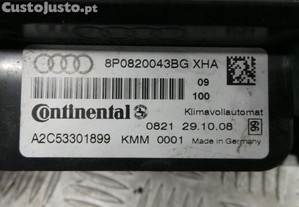 CustoJusto.pt
8P0820043BG XHA
09
100
Continental
Klimavollautomat
0821 29.10.08
A2C53301899 KMM 0001 Made in Germany